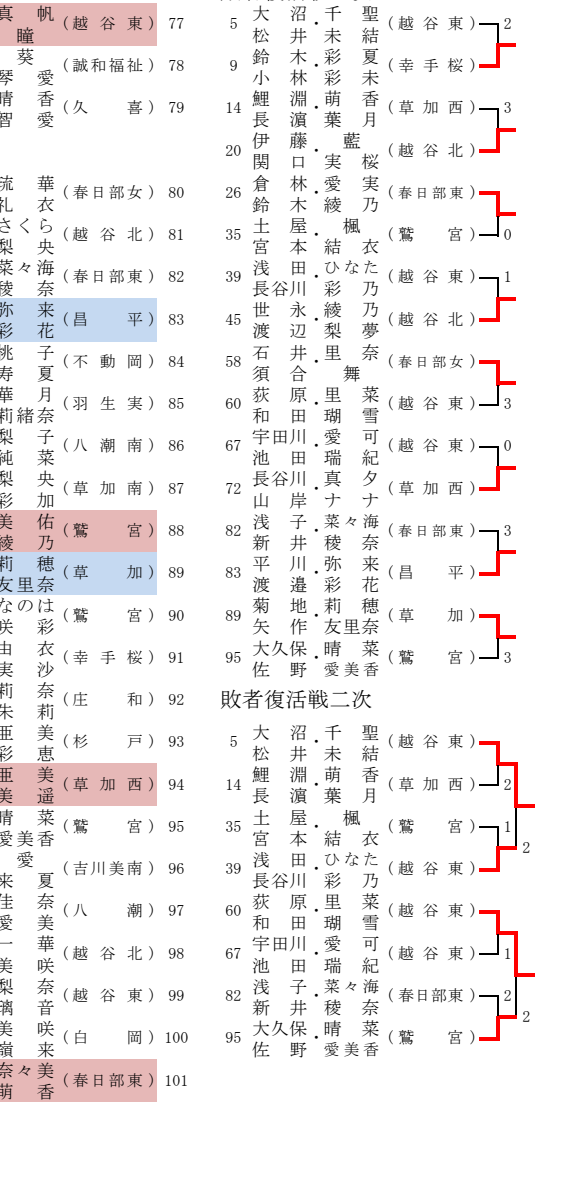 真　帆
瞳
(越谷東) 77
葵
琴　愛
(誠和福祉) 78
晴　香
智　愛
(久　喜) 79
琉　華
礼　衣
(春日部女) 80
さくら
梨　央
(越谷北) 81
菜々海
稜　奈
(春日部東) 82
弥　来
彩　花
(昌　平) 83
桃　子
寿　夏
(不動岡) 84
華　月
莉緒奈
(羽生実) 85
梨　子
純　菜
(八潮南) 86
梨　央
彩　加
(草加南) 87
美　佑
綾　乃
(鷲　宮) 88
莉　穂
友里奈
(草　加) 89
なのは
咲　彩
(鷲　宮) 90
由　衣
実　沙
(幸手桜) 91
莉　奈
朱　莉
(庄　和) 92
亜　美
彩　恵
(杉　戸) 93
亜　美
美　遥
(草加西) 94
晴　菜
愛美香
(鷲　宮) 95
愛
来　夏
(吉川美南) 96
佳　奈
愛　美
(八　潮) 97
一　華
美　咲
(越谷北) 98
梨　奈
璃　音
(越谷東) 99
美　咲
嶺　来
(白　岡) 100
奈々美
萌　香
(春日部東) 101
5 大　沼・千　聖 (越谷東) 2
松　井　未　結
9 鈴　木・彩　夏 (幸手桜)
小　林　彩　未
14 鯉　淵・萌　香 (草加西) 3
長　濵　葉　月
20 伊　藤・藍 (越谷北)
関　口　実　桜
26 倉　林・愛　実 (春日部東)
鈴　木　綾　乃
35 土　屋・楓 (鷲　宮) 0
宮　本　結　衣
39 浅　田・ひなた (越谷東) 1
長谷川　彩　乃
45 世　永・綾　乃 (越谷北)
渡　辺　梨　夢
58 石　井・里　奈 (春日部女)
須　合　舞
60 荻　原・里　菜 (越谷東) 3
和　田　瑚　雪
67 宇田川・愛　可 (越谷東) 0
池　田　瑞　紀
72 長谷川・真　夕 (草加西)
山　岸　ナ　ナ
82 浅　子・菜々海 (春日部東) 3
新　井　稜　奈
83 平　川・弥　来 (昌　平)
渡　邉　彩　花
89 菊　地・莉　穂 (草　加)
矢　作　友里奈
95 大久保・晴　菜 (鷲　宮) 3
佐　野　愛美香
敗者復活戦二次
5 大　沼・千　聖 (越谷東)
松　井　未　結
14 鯉　淵・萌　香 (草加西) 2
長　濵　葉　月
35 土　屋・楓 (鷲　宮) 1
宮　本　結　衣
2
39 浅　田・ひなた (越谷東)
長谷川　彩　乃
60 荻　原・里　菜 (越谷東)
和　田　瑚　雪
67 宇田川・愛　可 (越谷東) 1
池　田　瑞　紀
82 浅　子・菜々海 (春日部東) 2
新　井　稜　奈
2
95 大久保・晴　菜 (鷲　宮)
佐　野　愛美香